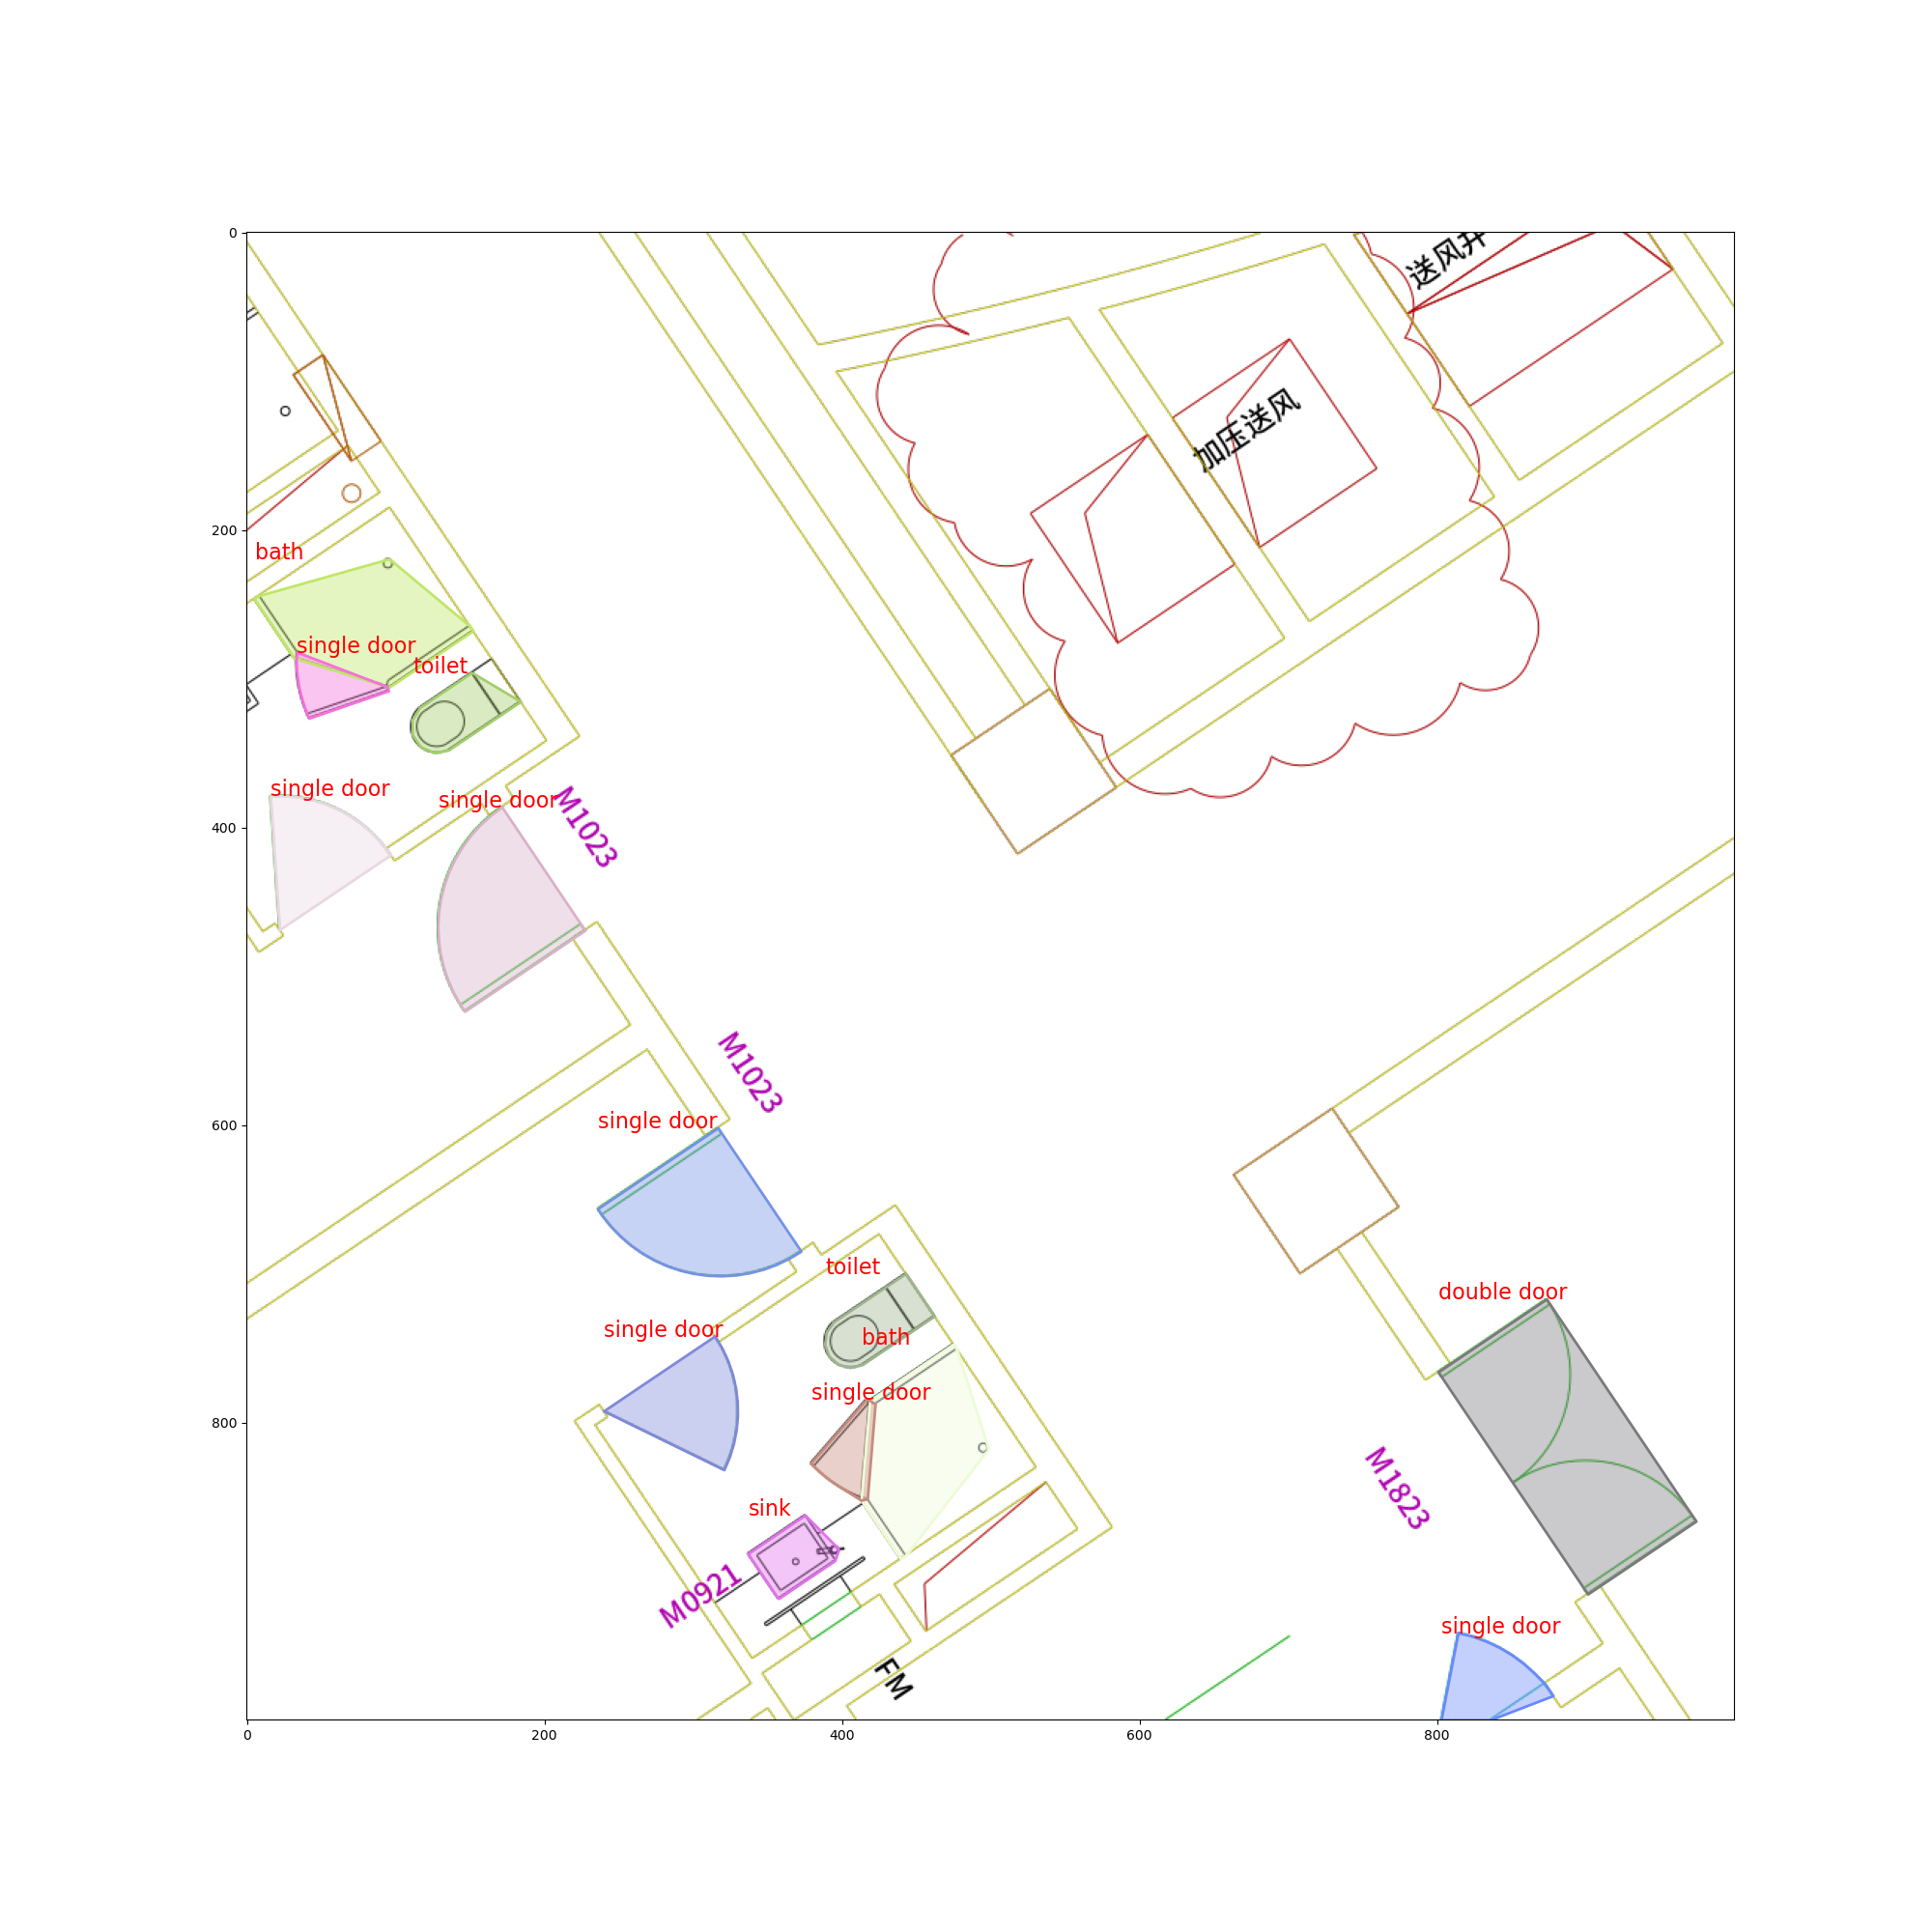 0
送风井
加压送风
200
bath
single door
toilet
single door
single door
M1023
400
M1023
600
single door
toilet
double door
single door
bath
single door
800
M1823
sink
M0921
single door
FM
0
200
400
600
800